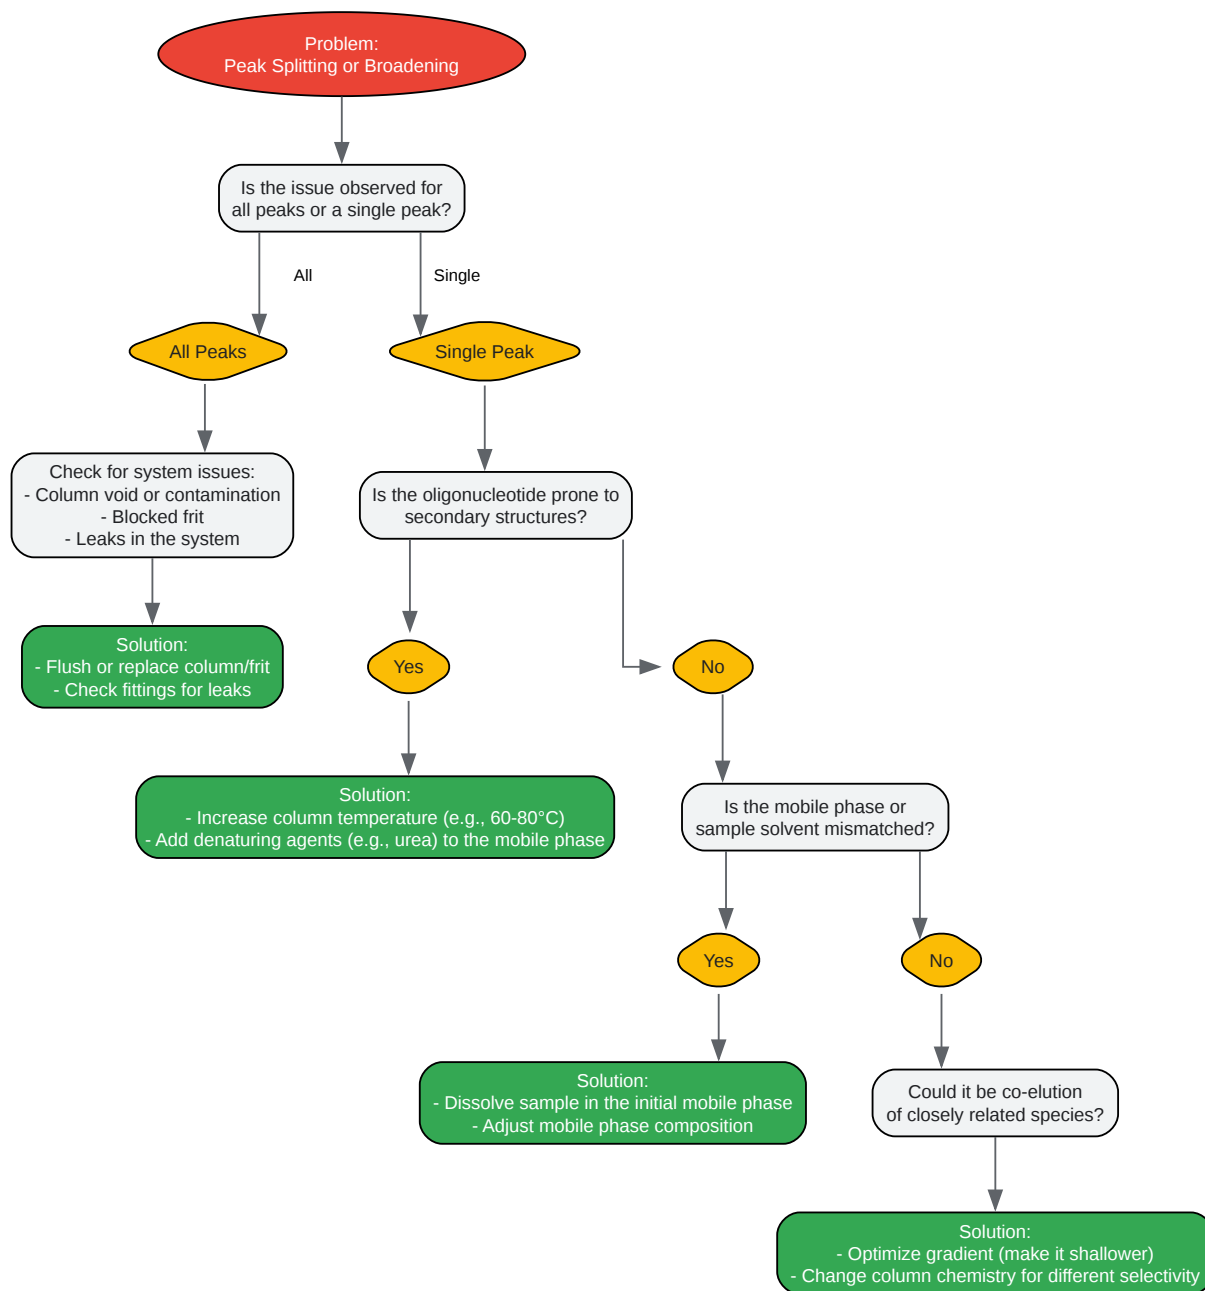 Problem:
Peak Splitting or Broadening
Is the issue observed for
all peaks or a single peak?
All
Single
All Peaks
Single Peak
Check for system issues:
- Column void or contamination
- Blocked frit
- Leaks in the system
Is the oligonucleotide prone to
secondary structures?
Solution:
- Flush or replace column/frit
- Check fittings for leaks
Yes
No
Solution:
- Increase column temperature (e.g., 60-80°C)
- Add denaturing agents (e.g., urea) to the mobile phase
Is the mobile phase or
sample solvent mismatched?
Yes
No
Solution:
- Dissolve sample in the initial mobile phase
- Adjust mobile phase composition
Could it be co-elution
of closely related species?
Solution:
- Optimize gradient (make it shallower)
- Change column chemistry for different selectivity